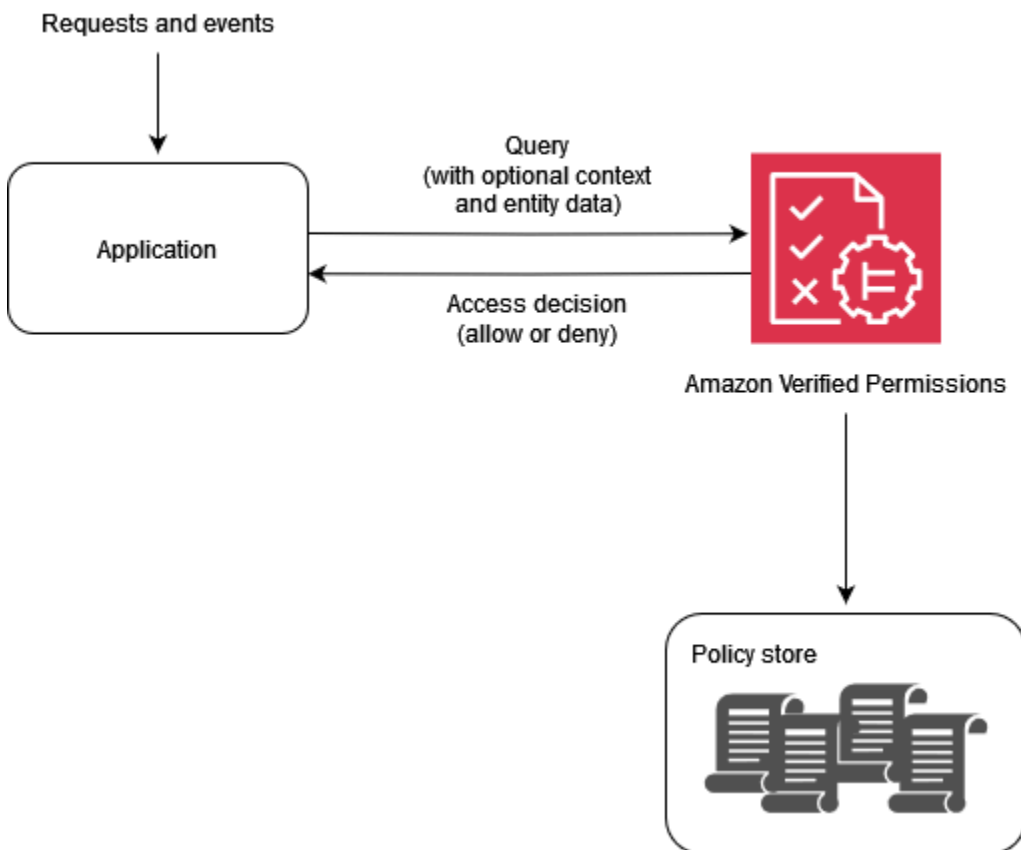 Requests and events
Application
Query
(with optional context
and entity data)
Access decision
(allow or deny)
Amazon Verified Permissions
Policy store